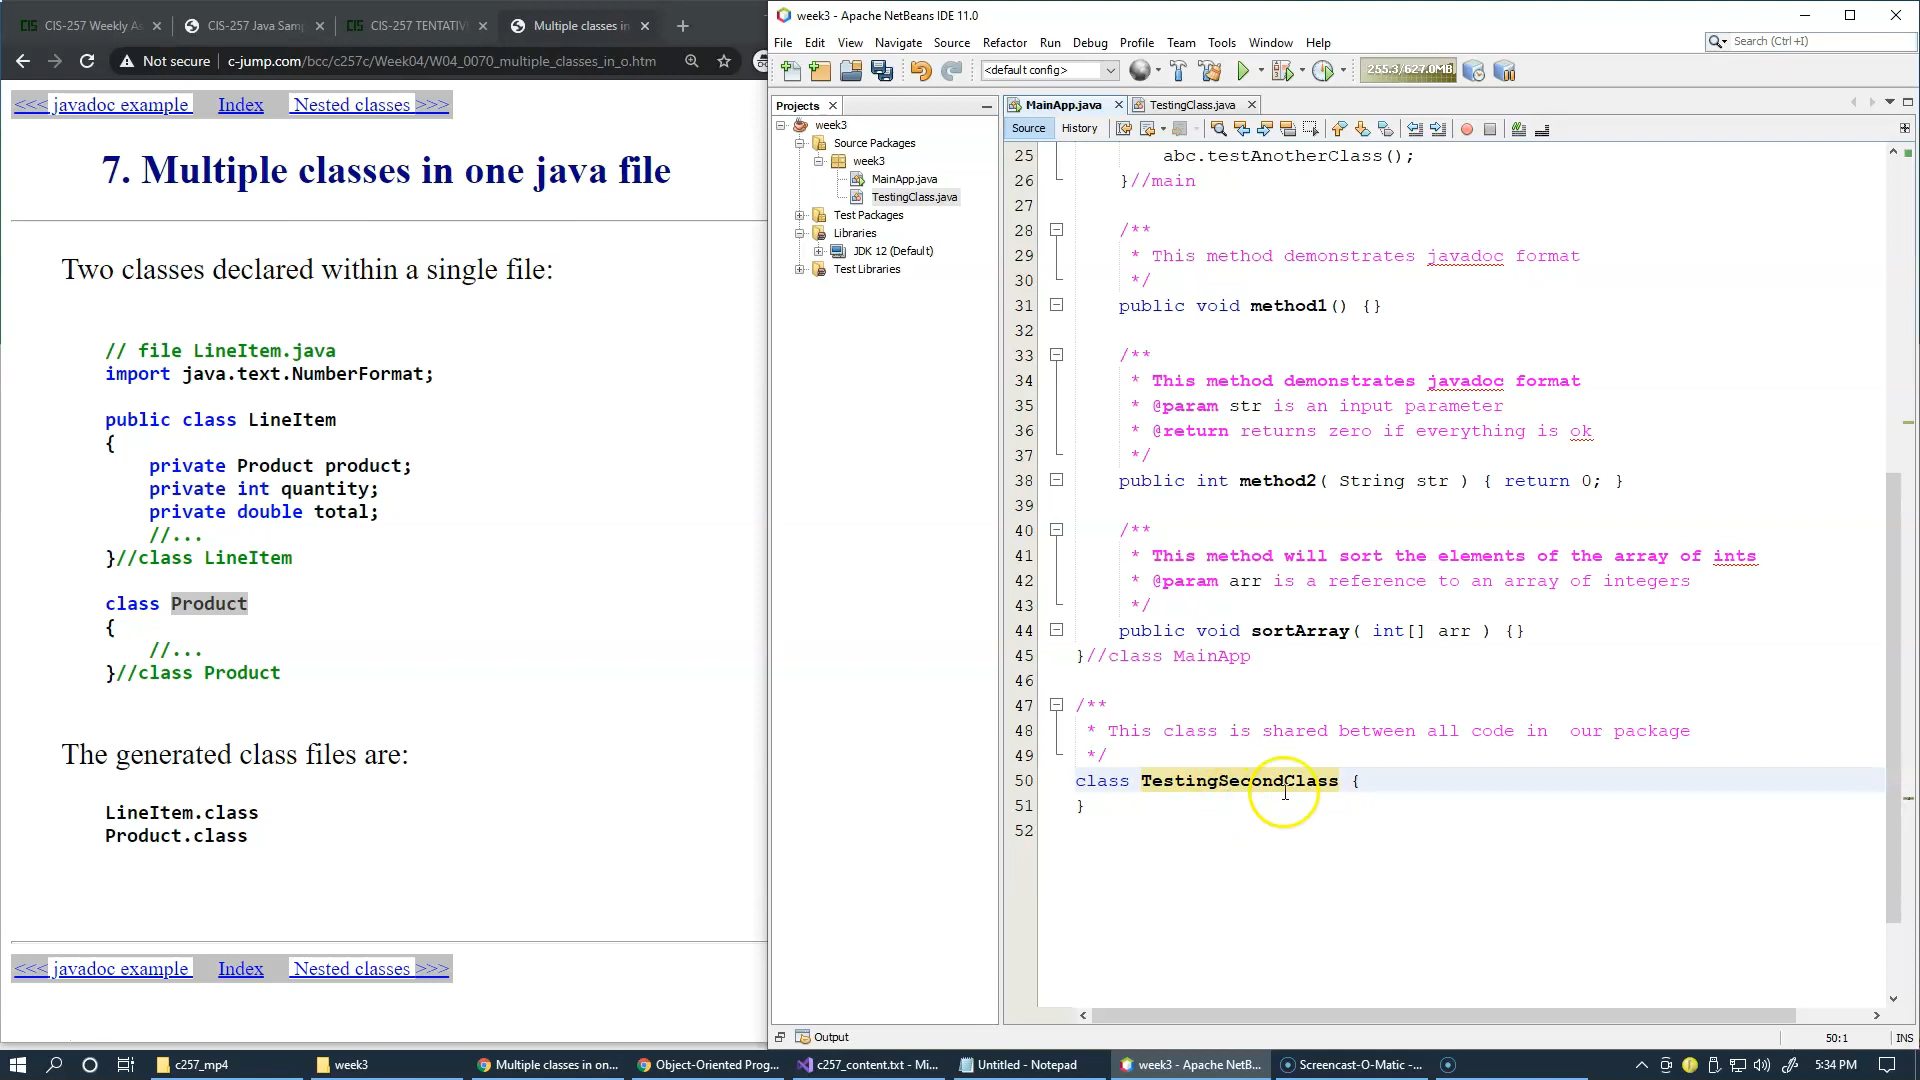 CIS-257 Weekly As
CIS-257 Java Sam
CIS-257 TENTATIV
Multiple classes in
Not secure
c-jump.com/bcc/c257c/Week04/W04_0070_multiple_classes_in_o.htm
<<< javadoc example Index Nested classes >>>
7. Multiple classes in one java file
Two classes declared within a single file:
// file LineItem.java
import java.text.NumberFormat;
public class LineItem
{
private Product product;
private int quantity;
private double total;
//...
}//class LineItem
class Product
{
//...
}//class Product
The generated class files are:
LineItem.class
Product.class
<<< javadoc example Index Nested classes >>>
week3 - Apache NetBeans IDE 11.0
File Edit View Navigate Source Refactor Run Debug Profile Team Tools Window Help
Search (Ctrl+I)
<default config>
255.3/627.0MB
Projects
week3
Source Packages
week3
MainApp.java
TestingClass.java
Test Packages
Libraries
JDK 12 (Default)
Test Libraries
MainApp.java
TestingClass.java
Source History
25 abc.testAnotherClass();
26 }//main
27
28 /**
29 * This method demonstrates javadoc format
30 */
31 public void method1() {}
32
33 /**
34 * This method demonstrates javadoc format
35 * @param str is an input parameter
36 * @return returns zero if everything is ok
37 */
38 public int method2( String str ) { return 0; }
39
40 /**
41 * This method will sort the elements of the array of ints
42 * @param arr is a reference to an array of integers
43 */
44 public void sortArray( int[] arr ) {}
45 }//class MainApp
46
47 /**
48 * This class is shared between all code in our package
49 */
50 class TestingSecondClass {
51 }
52
Output
50:1
INS
c257_mp4
week3
Multiple classes in on...
Object-Oriented Prog...
c257_content.txt - Mi...
Untitled - Notepad
week3 - Apache NetB...
Screencast-O-Matic -...
5:34 PM